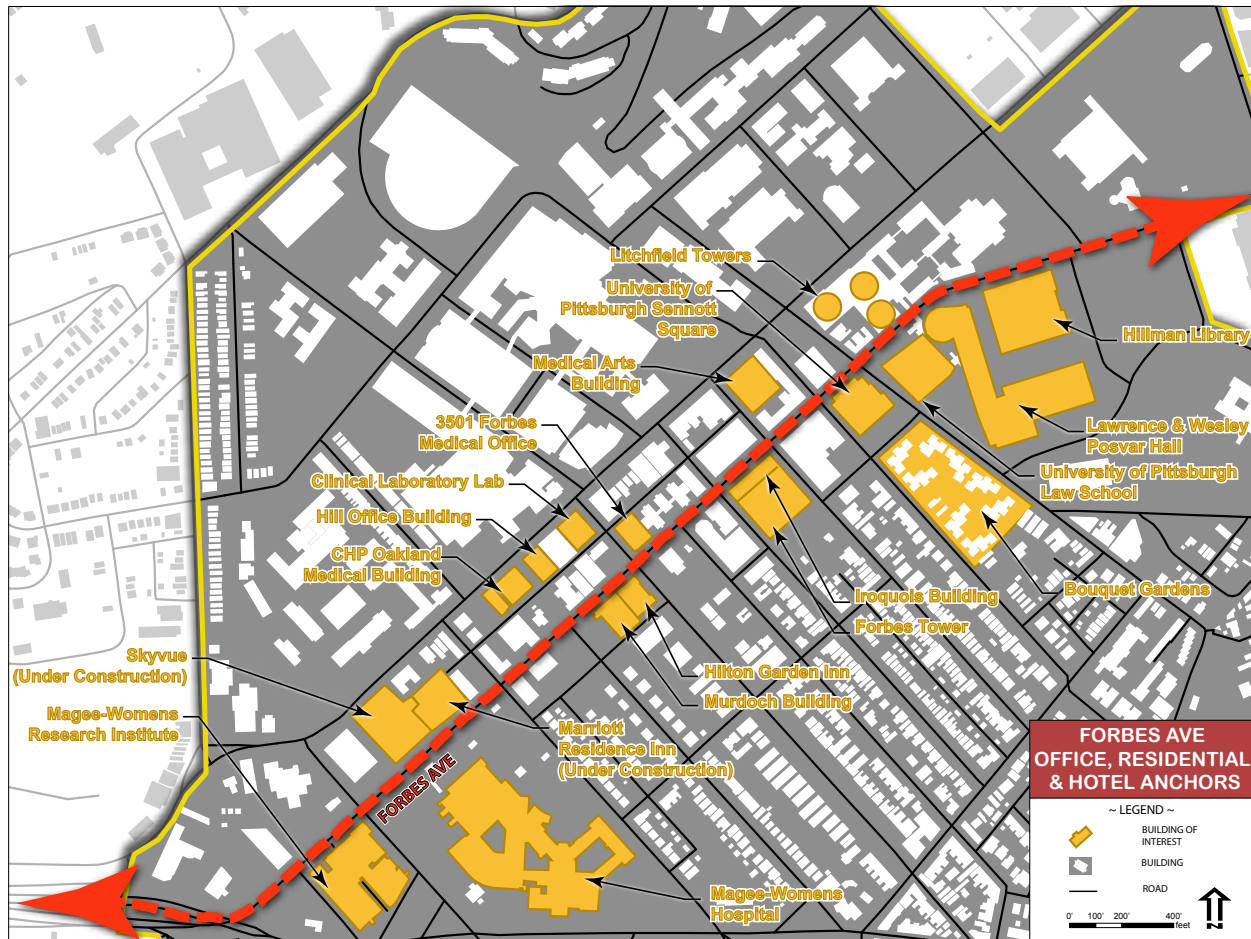 Litchfield Towers
University of
Pittsburgh Sennott
Square
Hillman Library
Medical Arts
Building
3501 Forbes
Medical Office
Lawrence & Wesley
Posvar Hall
University of Pittsburgh
Law School
Clinical Laboratory Lab
Hill Office Building
CHP Oakland
Medical Building
Bouquet Gardens
Iroquois Building
Forbes Tower
Skyvue
(Under Construction)
Hilton Garden Inn
Murdoch Building
Magee-Womens
Research Institute
Marriott
Residence Inn
(Under Construction)
FORBES AVE
Magee-Womens
Hospital
FORBES AVE
OFFICE, RESIDENTIAL
& HOTEL ANCHORS
~ LEGEND ~
BUILDING OF
INTEREST
BUILDING
ROAD
0' 100' 200' 400'
feet
N